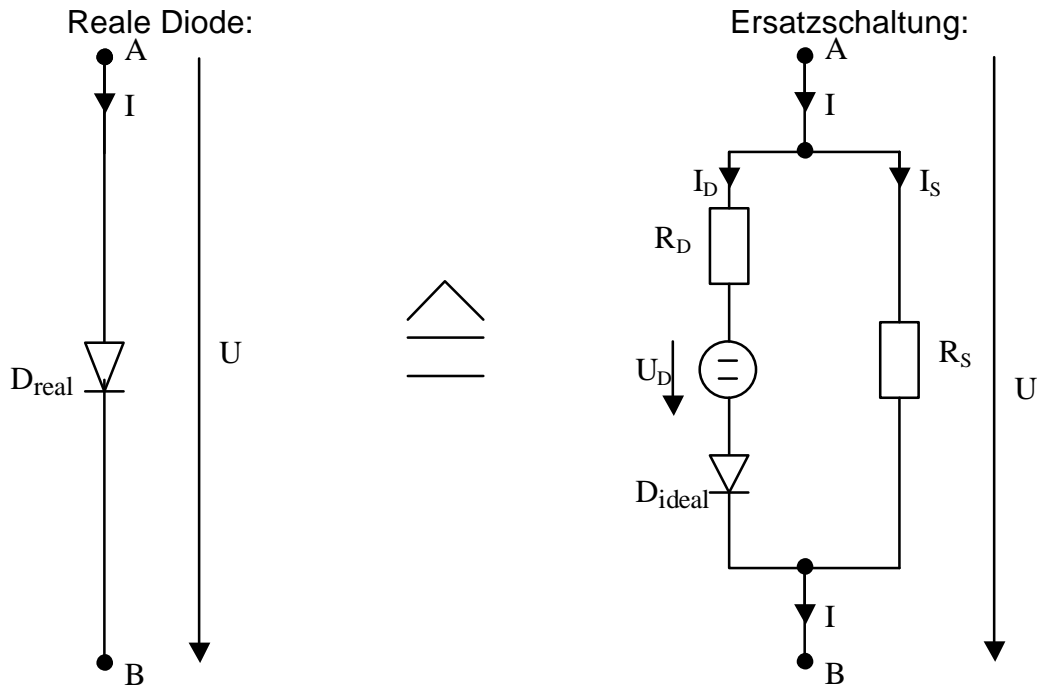 Reale Diode:
A
I
U
D_real
B
Ersatzschaltung:
A
I
I_D
I_S
R_D
U_D
R_S
U
D_ideal
I
B